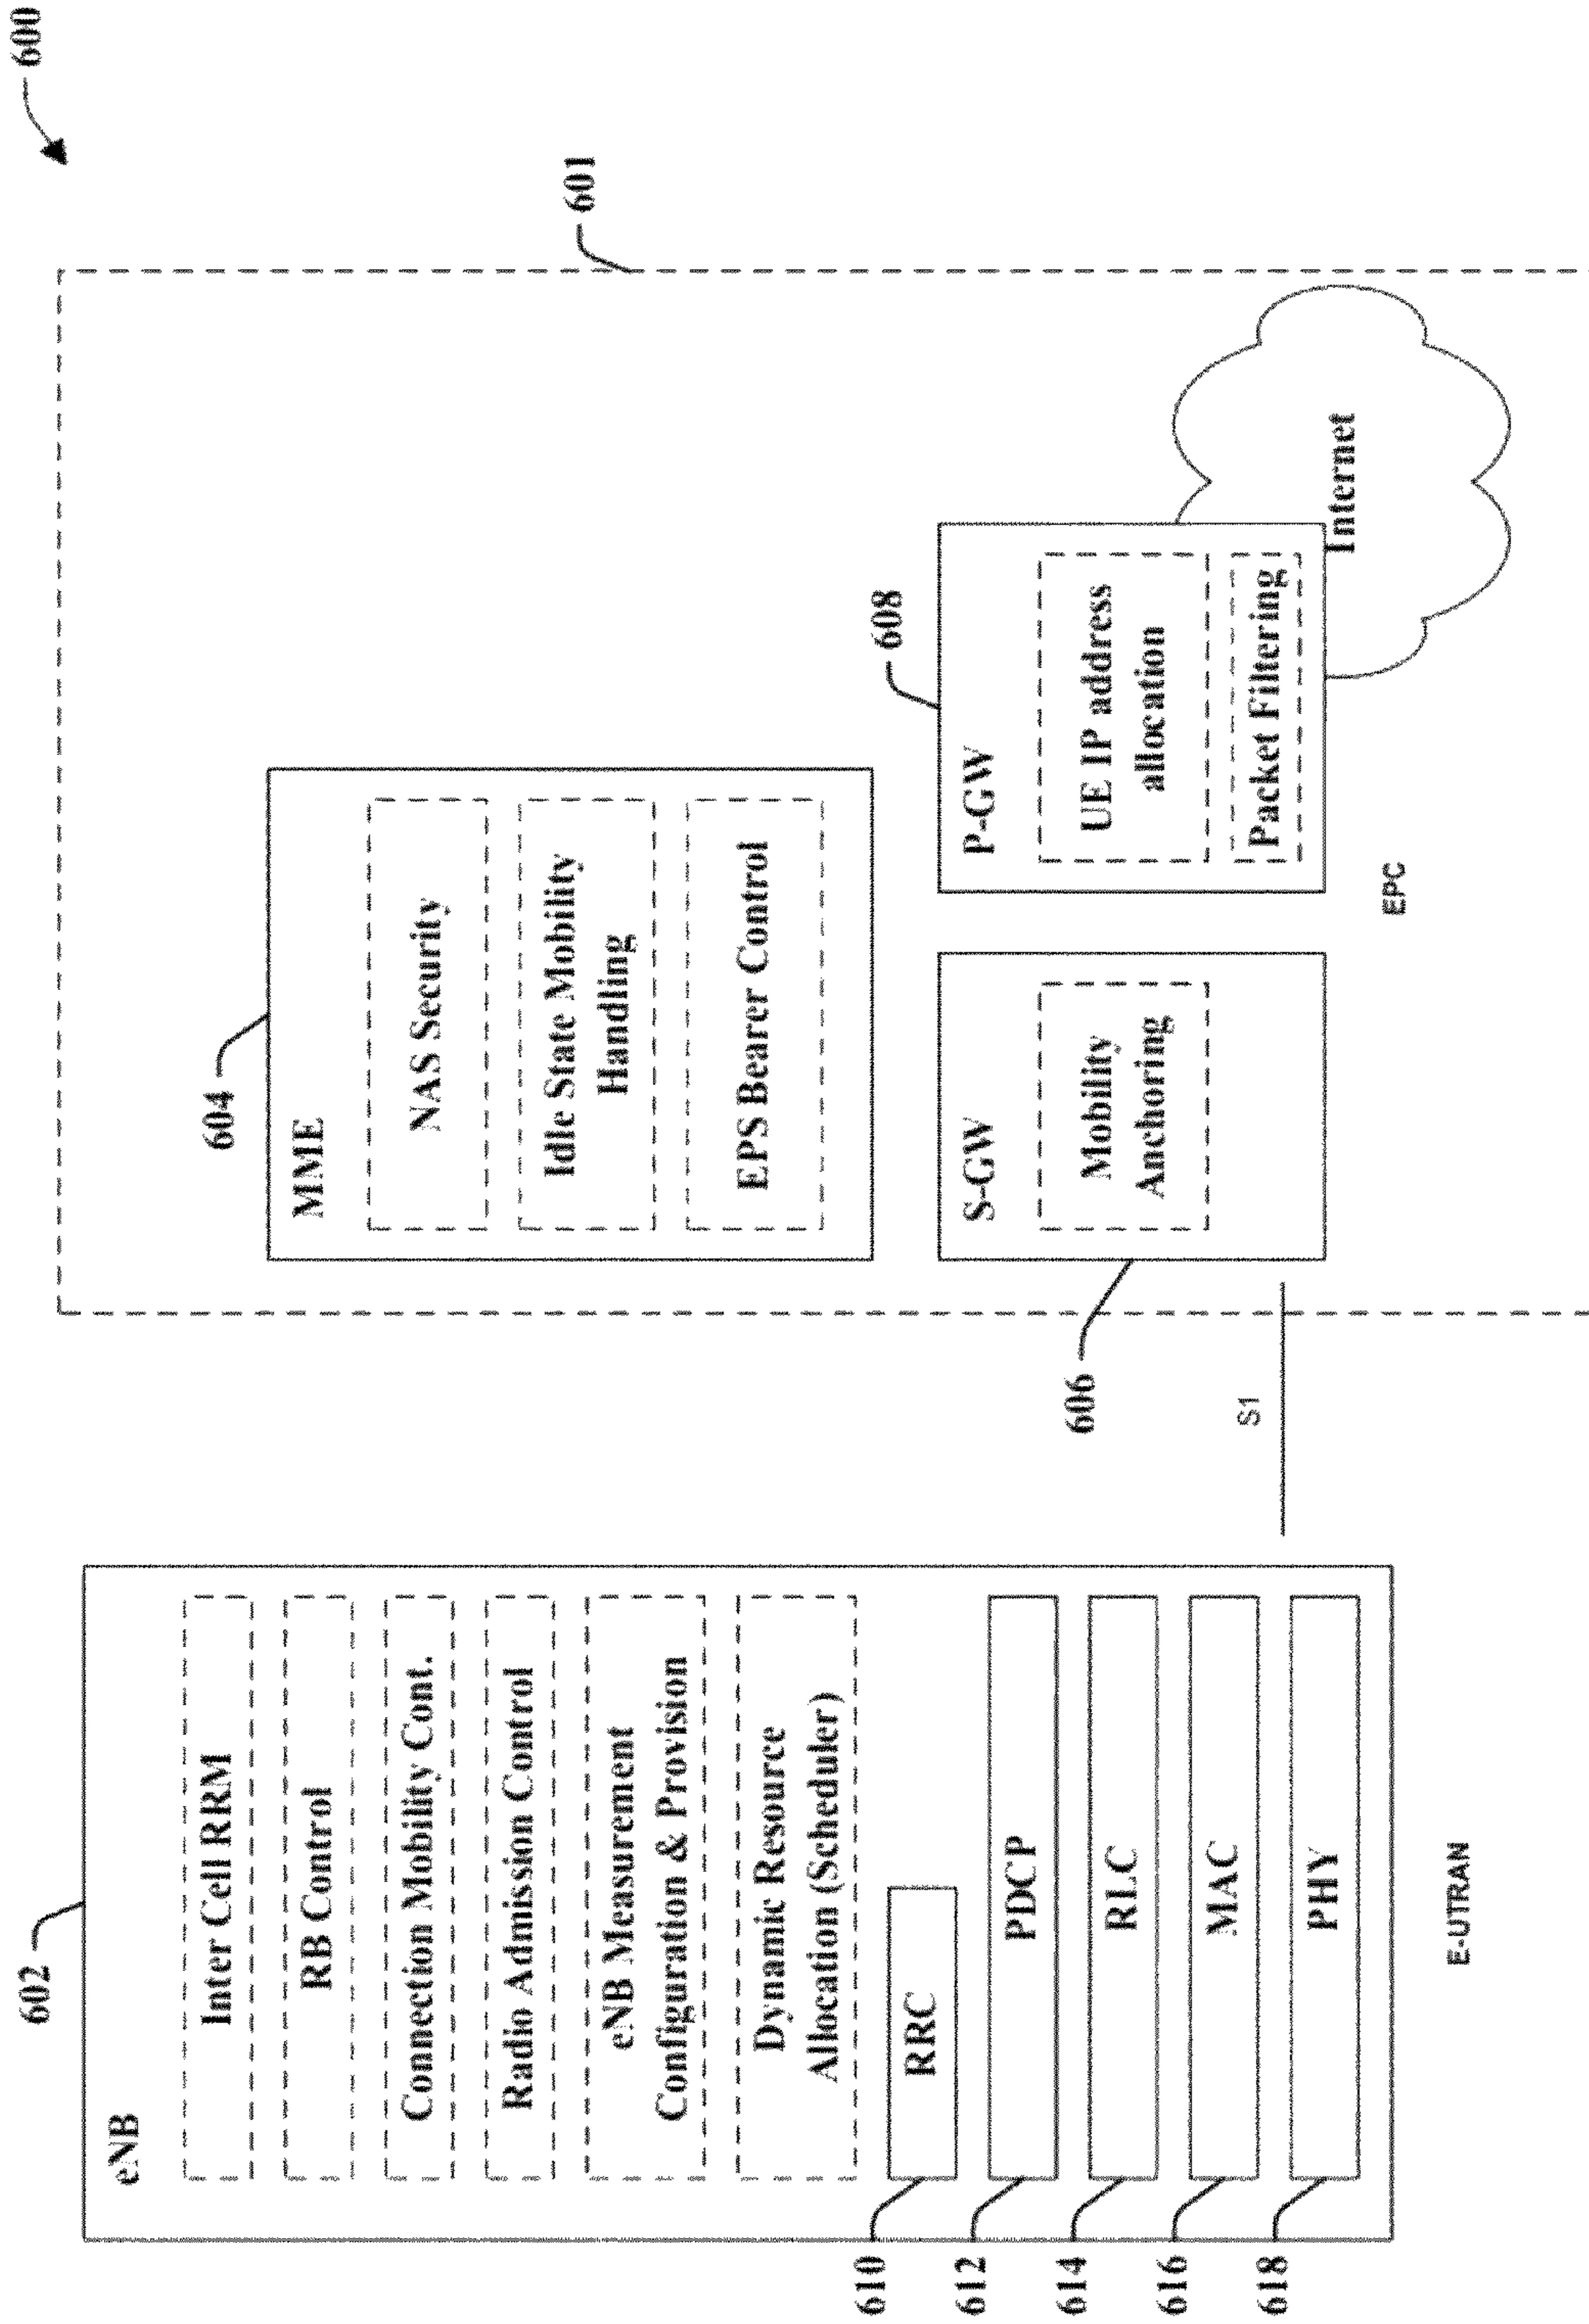 600
602
eNB
Inter Cell RRM
RB Control
Connection Mobility Cont.
Radio Admission Control
eNB Measurement
Configuration & Provision
Dynamic Resource
Allocation (Scheduler)
610
RRC
612
PDCP
614
RLC
616
MAC
618
PHY
E-UTRAN
S1
601
604
MME
NAS Security
Idle State Mobility
Handling
EPS Bearer Control
606
S-GW
Mobility
Anchoring
608
P-GW
UE IP address
allocation
Packet Filtering
Internet
EPC